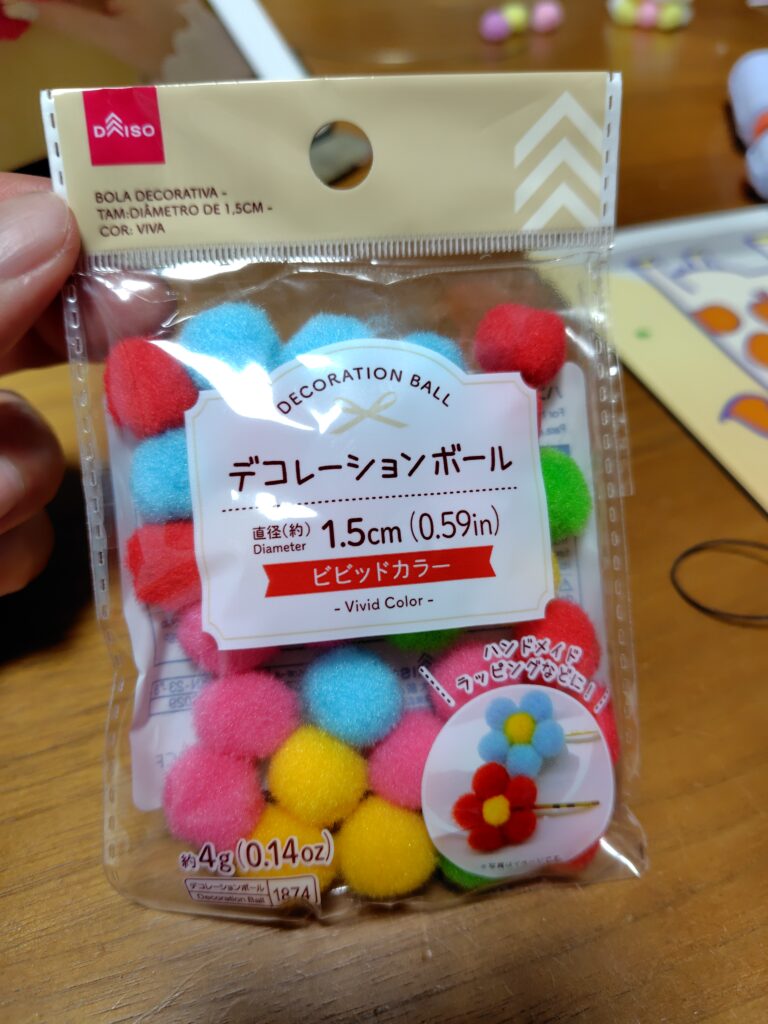 DAISO
BOLA DECORATIVA -
TAM:DIÂMETRO DE 1,5CM -
COR: VIVA
DECORATION BALL
デコレーションボール
直径(約) 1.5cm (0.59in)
Diameter
ビビッドカラー
- Vivid Color -
ハンドメイド
ラッピングなどに!
約4g(0.14oz)
デコレーションボール
Decoration Ball
1874